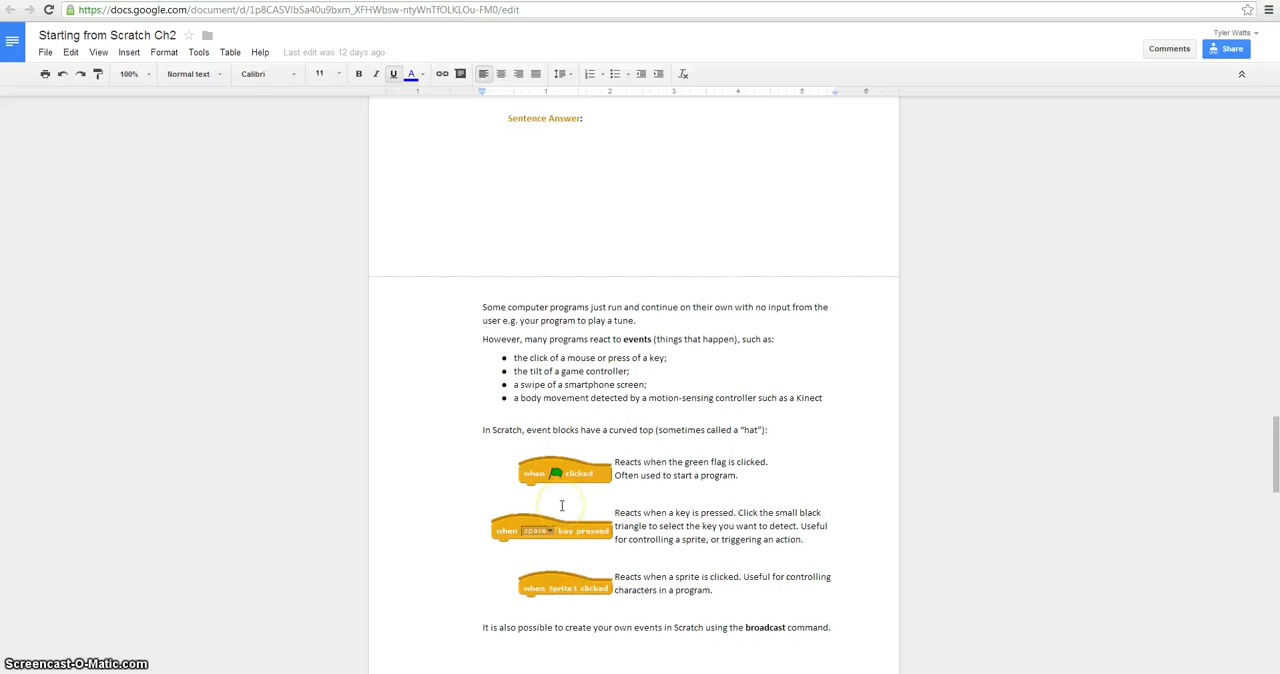 https://docs.google.com/document/d/1p8CASVIbSa40u9bxm_XFHWbsw-ntyWnTfOLKLOu-FM0/edit
Tyler Watts
Starting from Scratch Ch2
Comments
Share
File Edit View Insert Format Tools Table Help Last edit was 12 days ago
100% Normal text Calibri 11 B I U A
1 1 2 3 4 5 6
Sentence Answer:
Some computer programs just run and continue on their own with no input from the
user e.g. your program to play a tune.
However, many programs react to events (things that happen), such as:
● the click of a mouse or press of a key;
● the tilt of a game controller;
● a swipe of a smartphone screen;
● a body movement detected by a motion-sensing controller such as a Kinect
In Scratch, event blocks have a curved top (sometimes called a “hat”):
when clicked
Reacts when the green flag is clicked.
Often used to start a program.
when space key pressed
Reacts when a key is pressed. Click the small black
triangle to select the key you want to detect. Useful
for controlling a sprite, or triggering an action.
when Sprite1 clicked
Reacts when a sprite is clicked. Useful for controlling
characters in a program.
It is also possible to create your own events in Scratch using the broadcast command.
Screencast-O-Matic.com